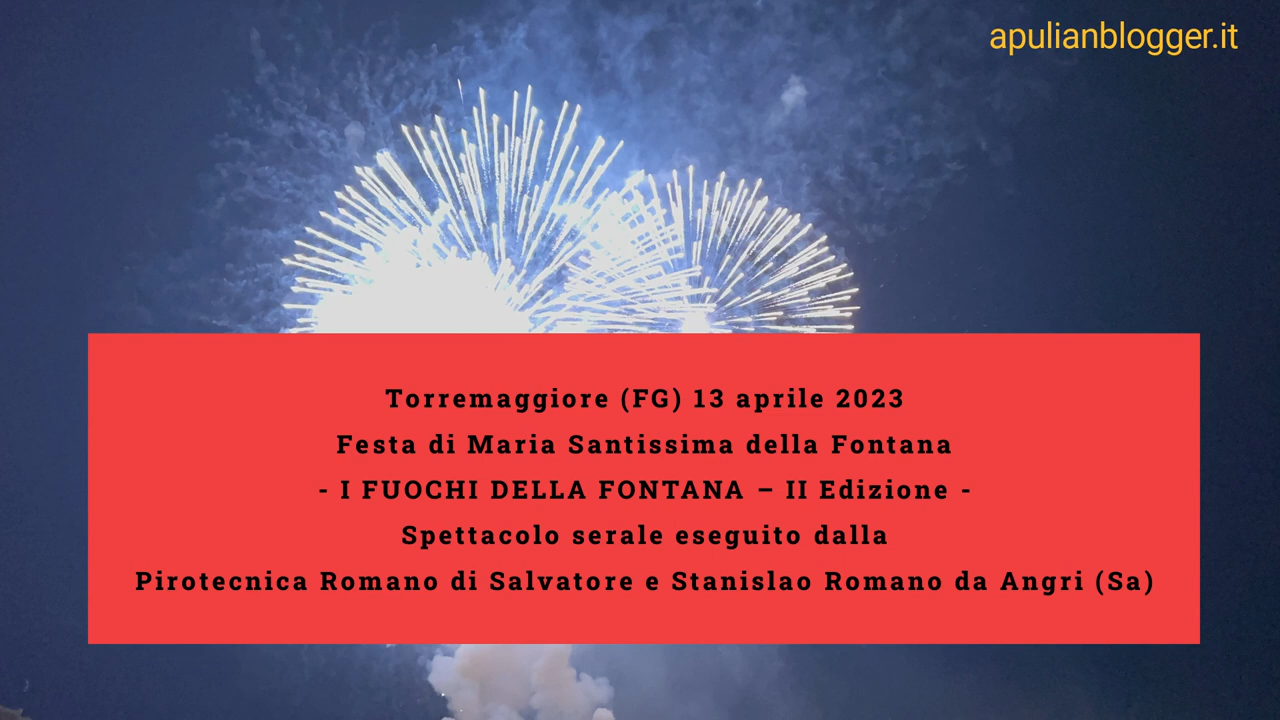 apulianblogger.it
Torremaggiore (FG) 13 aprile 2023
Festa di Maria Santissima della Fontana
- I FUOCHI DELLA FONTANA – II Edizione -
Spettacolo serale eseguito dalla
Pirotecnica Romano di Salvatore e Stanislao Romano da Angri (Sa)